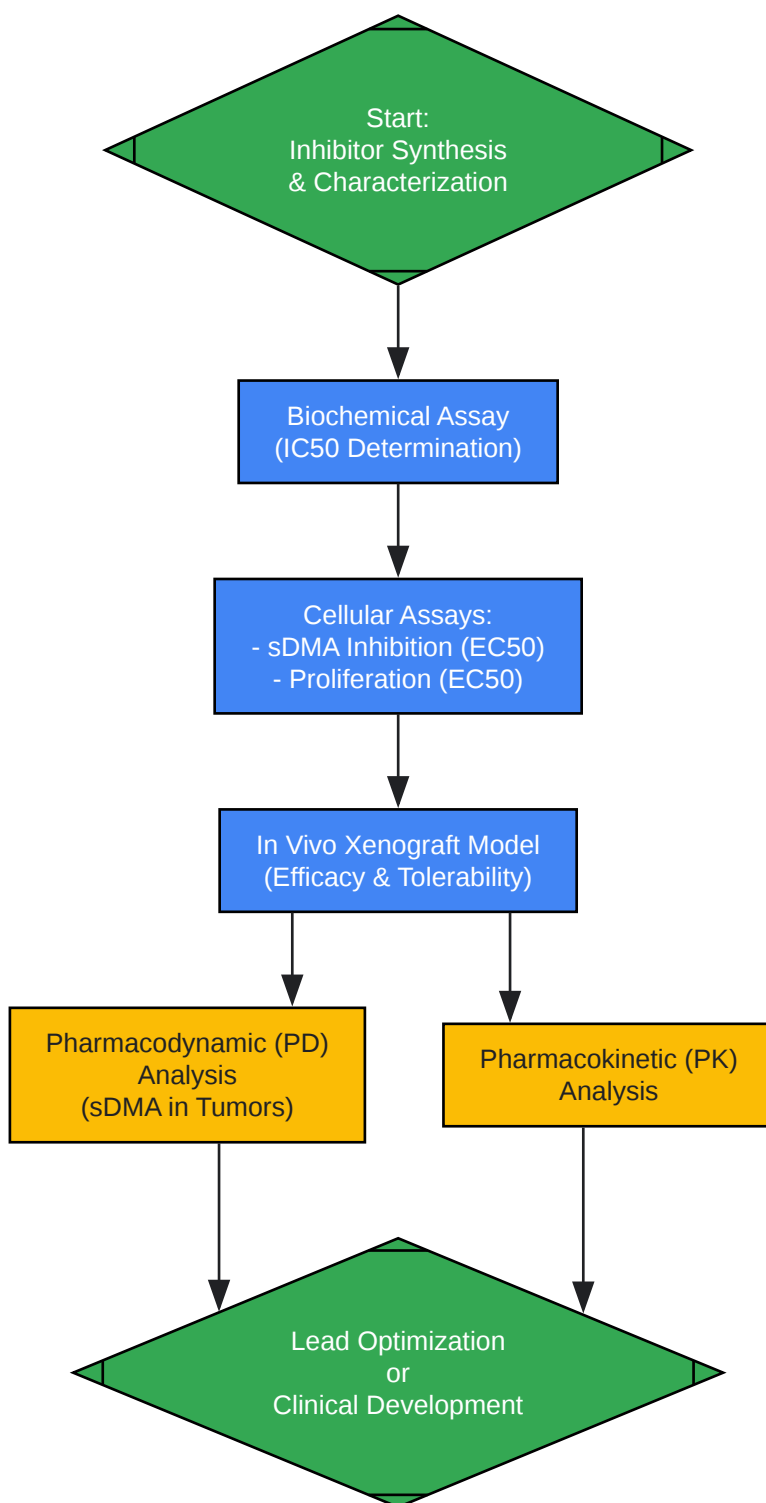 Start:
Inhibitor Synthesis
& Characterization
Biochemical Assay
(IC50 Determination)
Cellular Assays:
- sDMA Inhibition (EC50)
- Proliferation (EC50)
In Vivo Xenograft Model
(Efficacy & Tolerability)
Pharmacodynamic (PD)
Analysis
(sDMA in Tumors)
Pharmacokinetic (PK)
Analysis
Lead Optimization
or
Clinical Development